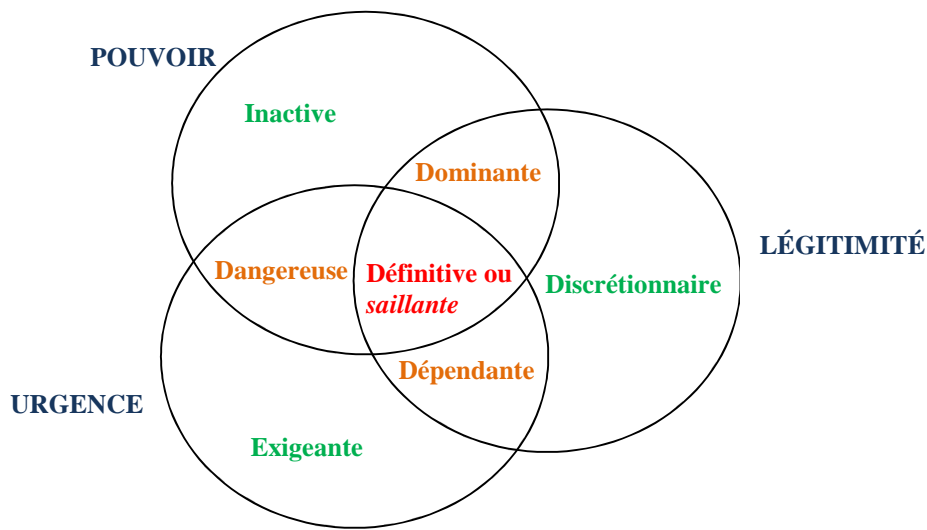 POUVOIR
Inactive
Dominante
LÉGITIMITÉ
Dangereuse
Définitive ou
saillante
Discrétionnaire
Dépendante
URGENCE
Exigeante